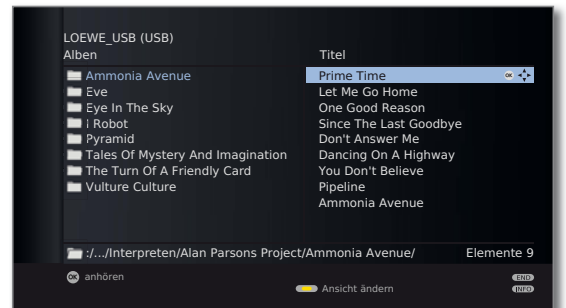 LOEWE_USB (USB)
Alben
Titel
Ammonia Avenue
Eve
Eye In The Sky
I Robot
Pyramid
Tales Of Mystery And Imagination
The Turn Of A Friendly Card
Vulture Culture
Prime Time
OK
Let Me Go Home
One Good Reason
Since The Last Goodbye
Don't Answer Me
Dancing On A Highway
You Don't Believe
Pipeline
Ammonia Avenue
:/.../Interpreten/Alan Parsons Project/Ammonia Avenue/
Elemente 9
OK anhören
END
Ansicht ändern
INFO